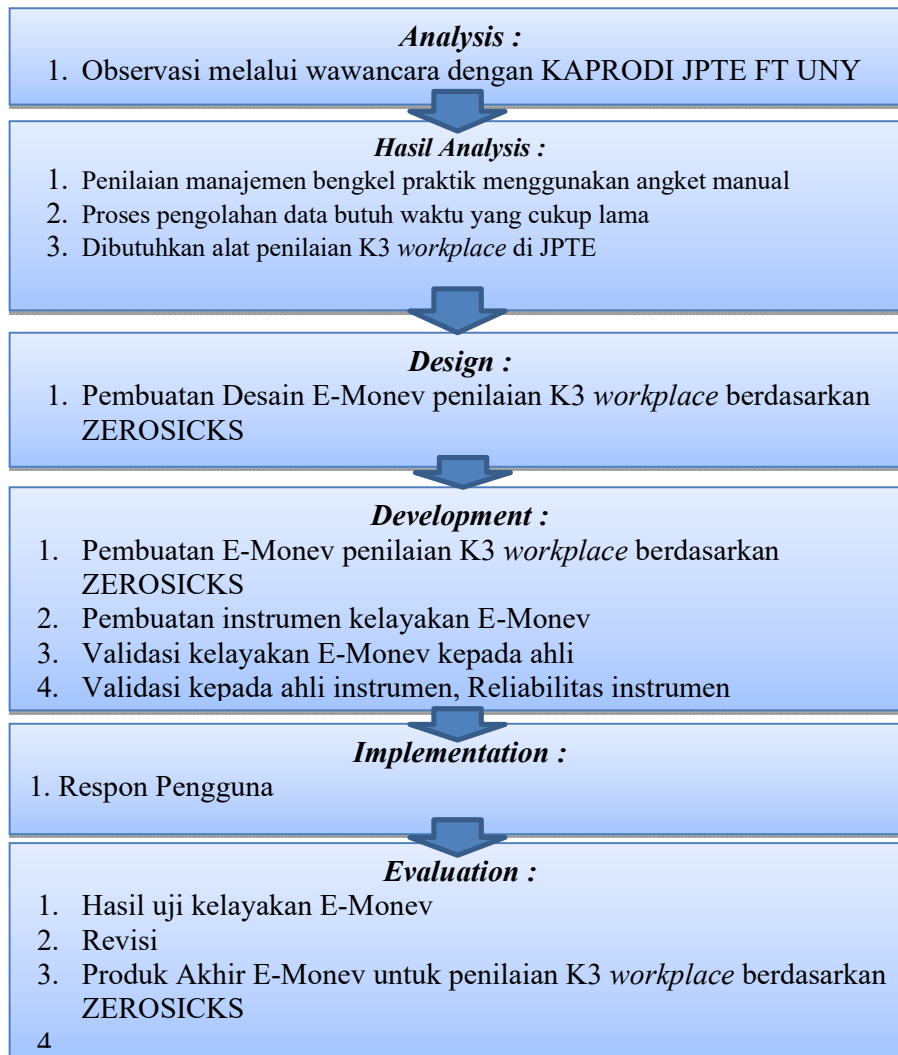 Analysis :
1. Observasi melalui wawancara dengan KAPRODI JPTE FT UNY
Hasil Analysis :
1. Penilaian manajemen bengkel praktik menggunakan angket manual
2. Proses pengolahan data butuh waktu yang cukup lama
3. Dibutuhkan alat penilaian K3 workplace di JPTE
Design :
1. Pembuatan Desain E-Monev penilaian K3 workplace berdasarkan
ZEROSICKS
Development :
1. Pembuatan E-Monev penilaian K3 workplace berdasarkan
ZEROSICKS
2. Pembuatan instrumen kelayakan E-Monev
3. Validasi kelayakan E-Monev kepada ahli
4. Validasi kepada ahli instrumen, Reliabilitas instrumen
Implementation :
1. Respon Pengguna
Evaluation :
1. Hasil uji kelayakan E-Monev
2. Revisi
3. Produk Akhir E-Monev untuk penilaian K3 workplace berdasarkan
ZEROSICKS
4